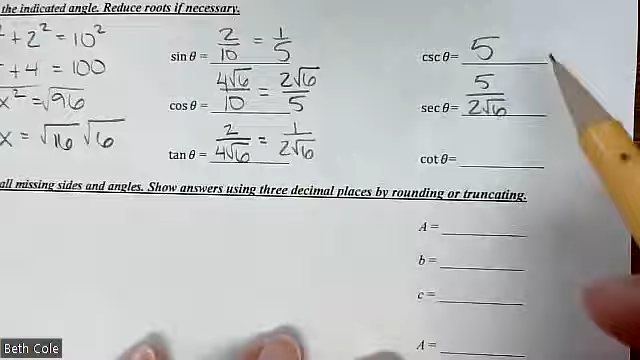 the indicated angle. Reduce roots if necessary.
+ 2² = 10²
+ 4 = 100
x² = √96
x = √16 √6
sin θ = 2/10 = 1/5
cos θ = 4√6/10 = 2√6/5
tan θ = 2/4√6 = 1/2√6
csc θ = 5
sec θ = 5/2√6
cot θ =
all missing sides and angles. Show answers using three decimal places by rounding or truncating.
A =
b =
c =
A =
Beth Cole